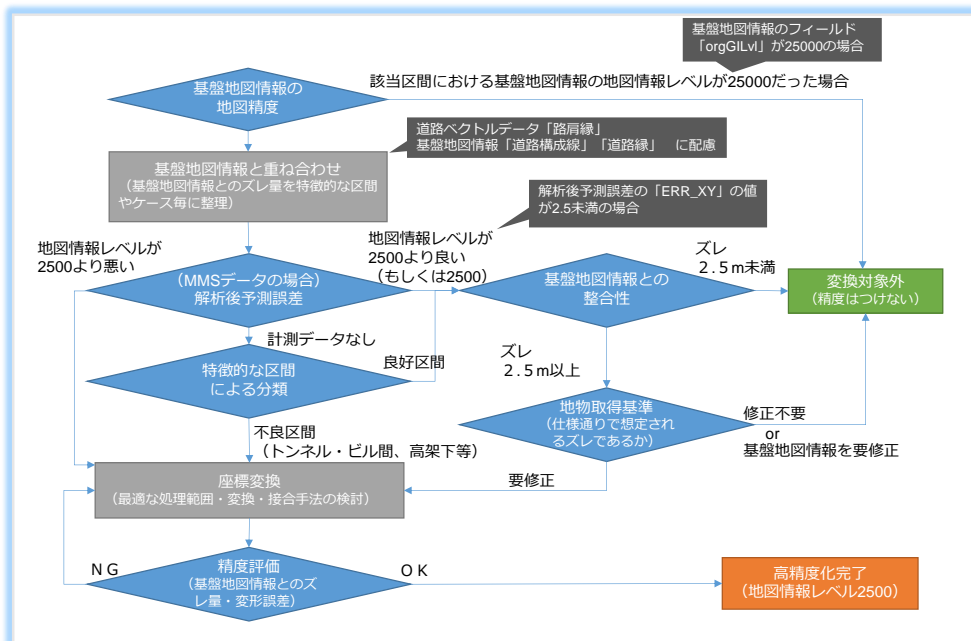 基盤地図情報のフィールド
「orgGILvl」が25000の場合
該当区間における基盤地図情報の地図情報レベルが25000だった場合
基盤地図情報の
地図精度
道路ベクトルデータ「路肩縁」
基盤地図情報「道路構成線」「道路縁」 に配慮
基盤地図情報と重ね合わせ
(基盤地図情報とのズレ量を特徴的な区間
やケース毎に整理)
解析後予測誤差の「ERR_XY」の値
が2.5未満の場合
地図情報レベルが
2500より悪い
地図情報レベルが
2500より良い
(もしくは2500)
(MMSデータの場合)
解析後予測誤差
基盤地図情報との
整合性
ズレ
2.5m未満
変換対象外
(精度はつけない)
計測データなし
良好区間
特徴的な区間
による分類
ズレ
2.5m以上
地物取得基準
(仕様通りで想定され
るズレであるか)
修正不要
or
基盤地図情報を要修正
不良区間
(トンネル・ビル間、高架下等)
座標変換
(最適な処理範囲・変換・接合手法の検討)
要修正
精度評価
(基盤地図情報とのズ
レ量・変形誤差)
NG
OK
高精度化完了
(地図情報レベル2500)